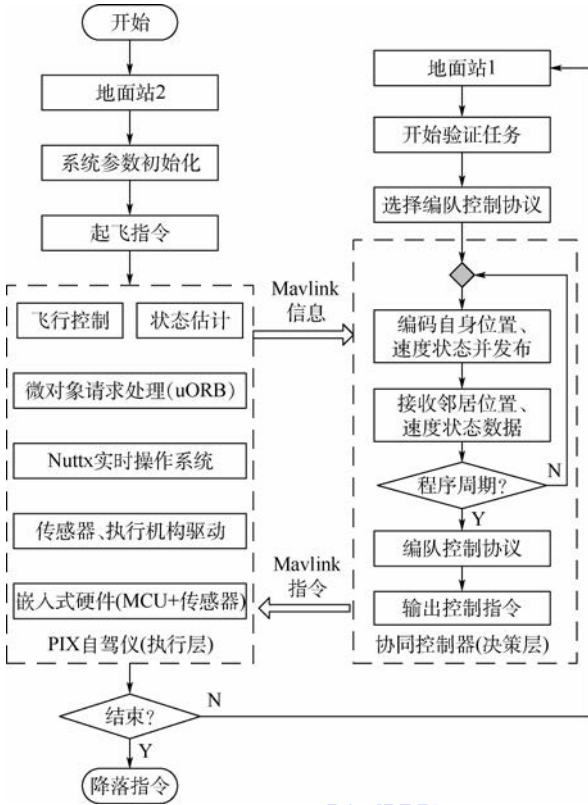 开始
地面站2
系统参数初始化
起飞指令
飞行控制
状态估计
微对象请求处理(uORB)
Nuttx实时操作系统
传感器、执行机构驱动
嵌入式硬件(MCU+传感器)
PIX自驾仪(执行层)
结束?
N
Y
降落指令
Mavlink
信息
Mavlink
指令
地面站1
开始验证任务
选择编队控制协议
编码自身位置、
速度状态并发布
接收邻居位置、
速度状态数据
程序周期?
N
Y
编队控制协议
输出控制指令
协同控制器(决策层)